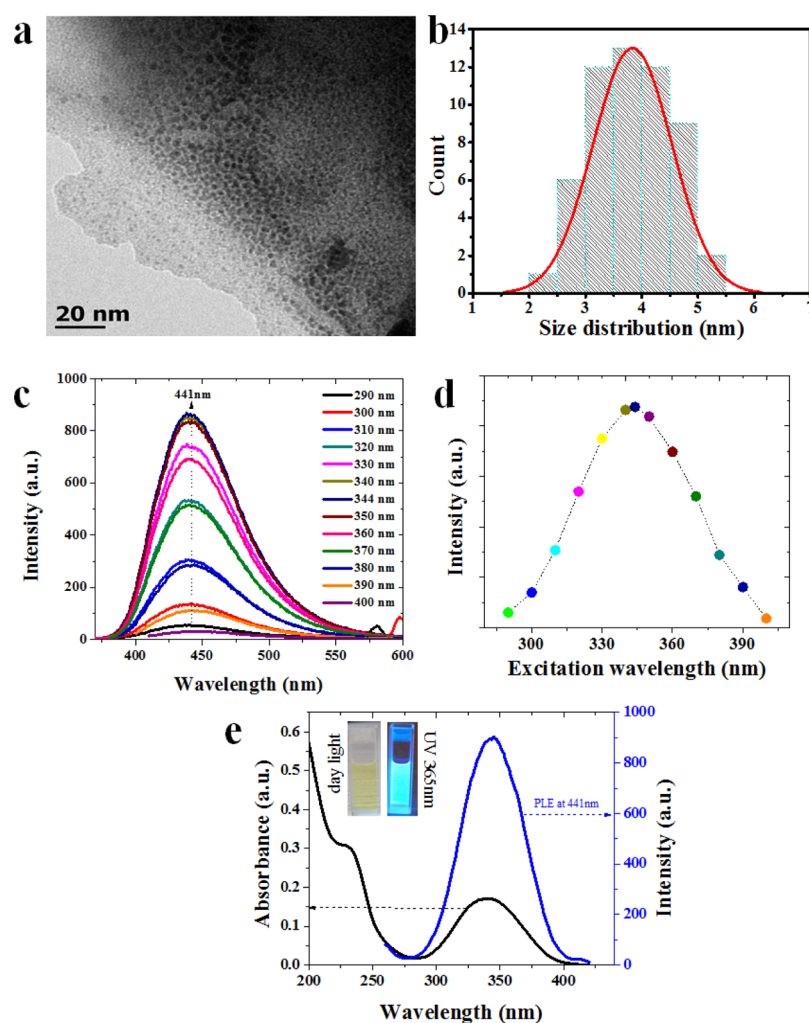 a
20 nm
b
14
12
10
8
6
4
2
0
Count
1 2 3 4 5 6 7
Size distribution (nm)
c
1000
900
800
700
600
500
400
300
200
100
0
Intensity (a.u.)
441nm
290 nm
300 nm
310 nm
320 nm
330 nm
340 nm
344 nm
350 nm
360 nm
370 nm
380 nm
390 nm
400 nm
400 450 500 550 600
Wavelength (nm)
d
Intensity (a.u.)
300 330 360 390
Excitation wavelength (nm)
e
0.6
0.5
0.4
0.3
0.2
0.1
0.0
Absorbance (a.u.)
day light
UV 365nm
PLE at 441nm
1000
800
600
400
200
0
Intensity (a.u.)
200 250 300 350 400
Wavelength (nm)